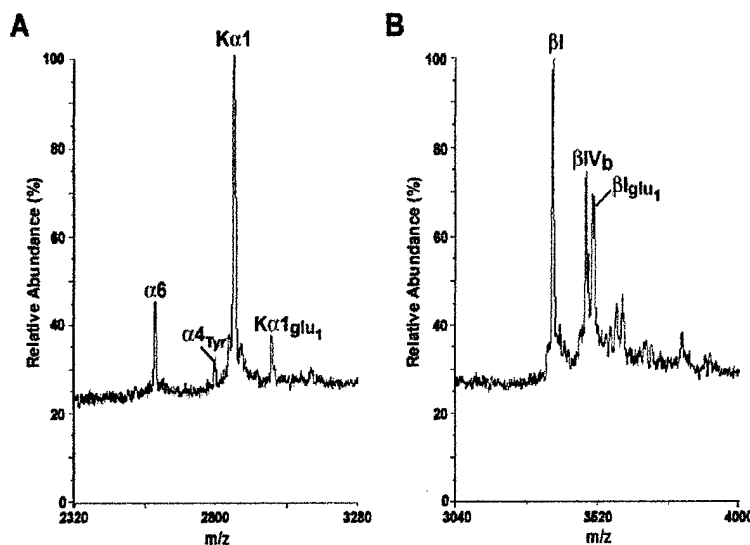 A
Kα1
100
80
60
40
20
0
Relative Abundance (%)
α6
α4Tyr
Kα1glu1
2320
2800
3280
m/z
B
βI
100
80
60
40
20
0
Relative Abundance (%)
βIVb
βIglu1
3040
3520
4000
m/z